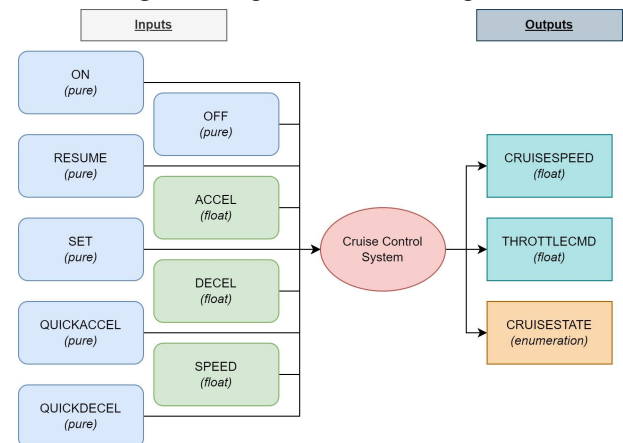 Inputs
Outputs
ON
(pure)
OFF
(pure)
RESUME
(pure)
CRUISESPEED
(float)
ACCEL
(float)
SET
(pure)
Cruise Control
System
THROTTLECMD
(float)
DECEL
(float)
QUICKACCEL
(pure)
CRUISESTATE
(enumeration)
SPEED
(float)
QUICKDECEL
(pure)